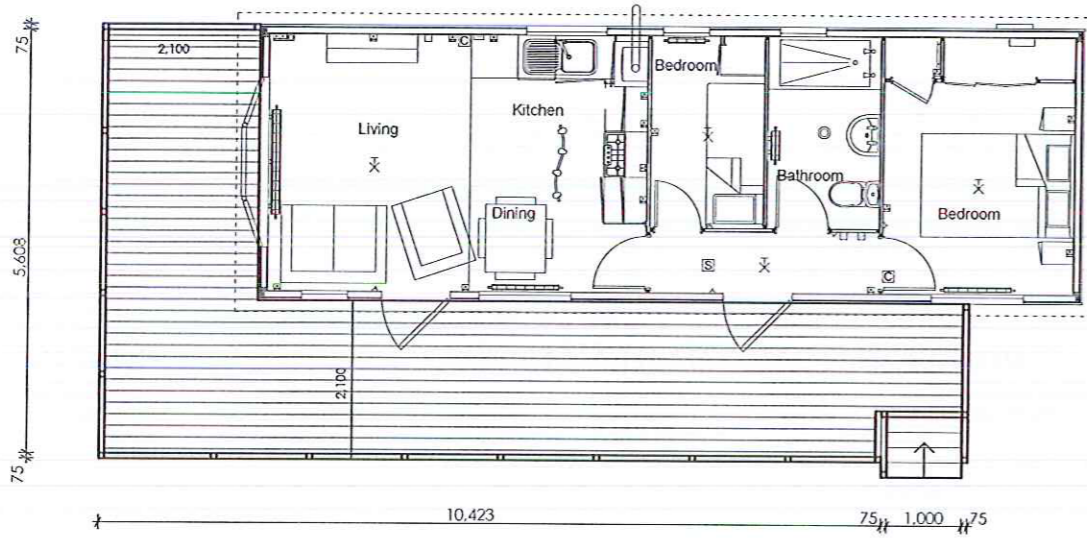 75
2,100
C
Bedroom
Kitchen
Living
Bathroom
Dining
Bedroom
S
C
5,608
2,100
75
10,423
75
1,000
75